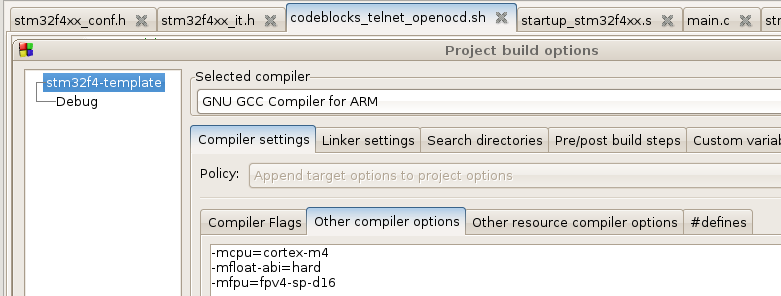 stm32f4xx_conf.h stm32f4xx_it.h codeblocks_telnet_openocd.sh startup_stm32f4xx.s main.c
Project build options
stm32f4-template
Debug
Selected compiler
GNU GCC Compiler for ARM
Compiler settings Linker settings Search directories Pre/post build steps Custom variab
Policy: Append target options to project options
Compiler Flags Other compiler options Other resource compiler options #defines
-mcpu=cortex-m4
-mfloat-abi=hard
-mfpu=fpv4-sp-d16